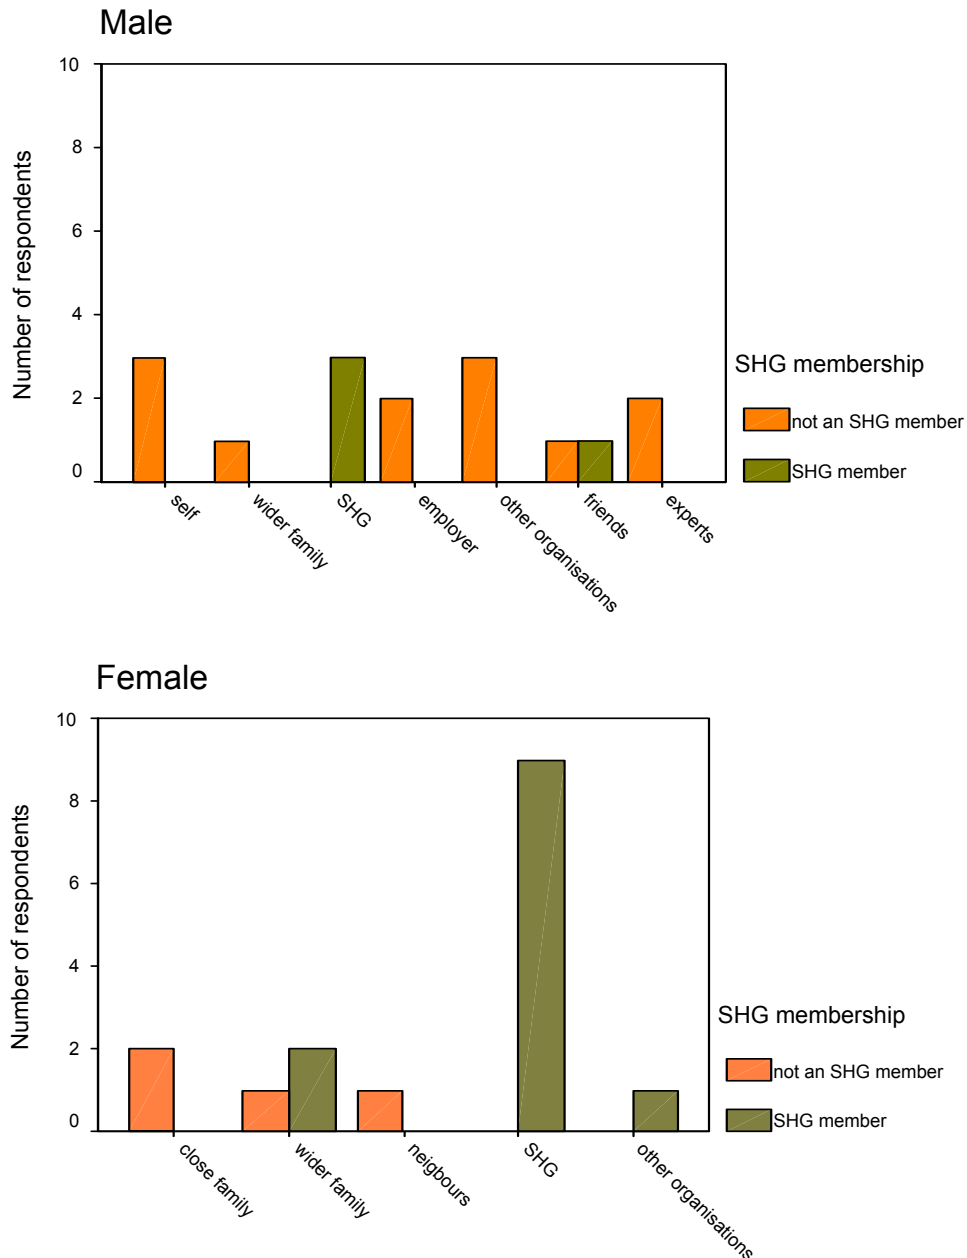 Male
10
8
6
4
2
0
Number of respondents
self
wider family
SHG
employer
other organisations
friends
experts
SHG membership
not an SHG member
SHG member
Female
10
8
6
4
2
0
Number of respondents
close family
wider family
neigbours
SHG
other organisations
SHG membership
not an SHG member
SHG member